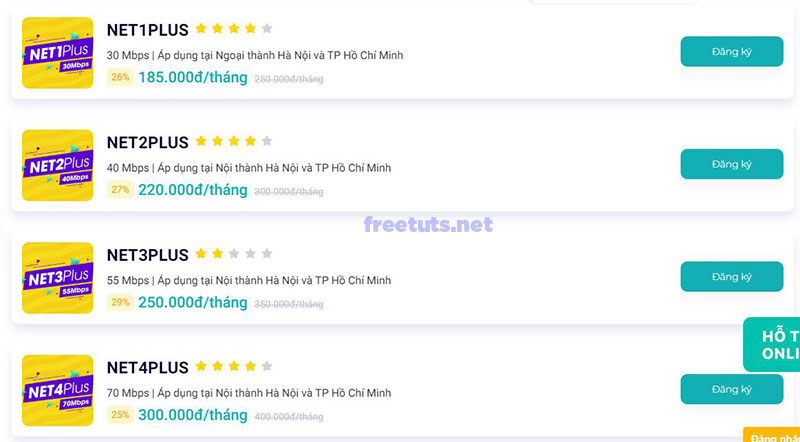 NET1Plus
30Mbps
NET1PLUS
30 Mbps | Áp dụng tại Ngoại thành Hà Nội và TP Hồ Chí Minh
26% 185.000đ/tháng 250.000đ/tháng
Đăng ký
NET2Plus
40Mbps
NET2PLUS
40 Mbps | Áp dụng tại Nội thành Hà Nội và TP Hồ Chí Minh
27% 220.000đ/tháng 300.000đ/tháng
Đăng ký
freetuts.net
NET3Plus
55Mbps
NET3PLUS
55 Mbps | Áp dụng tại Nội thành Hà Nội và TP Hồ Chí Minh
29% 250.000đ/tháng 350.000đ/tháng
Đăng ký
HỖ T
ONLI
NET4Plus
70Mbps
NET4PLUS
70 Mbps | Áp dụng tại Nội thành Hà Nội và TP Hồ Chí Minh
25% 300.000đ/tháng 400.000đ/tháng
Đăng ký
Đăng nhậ